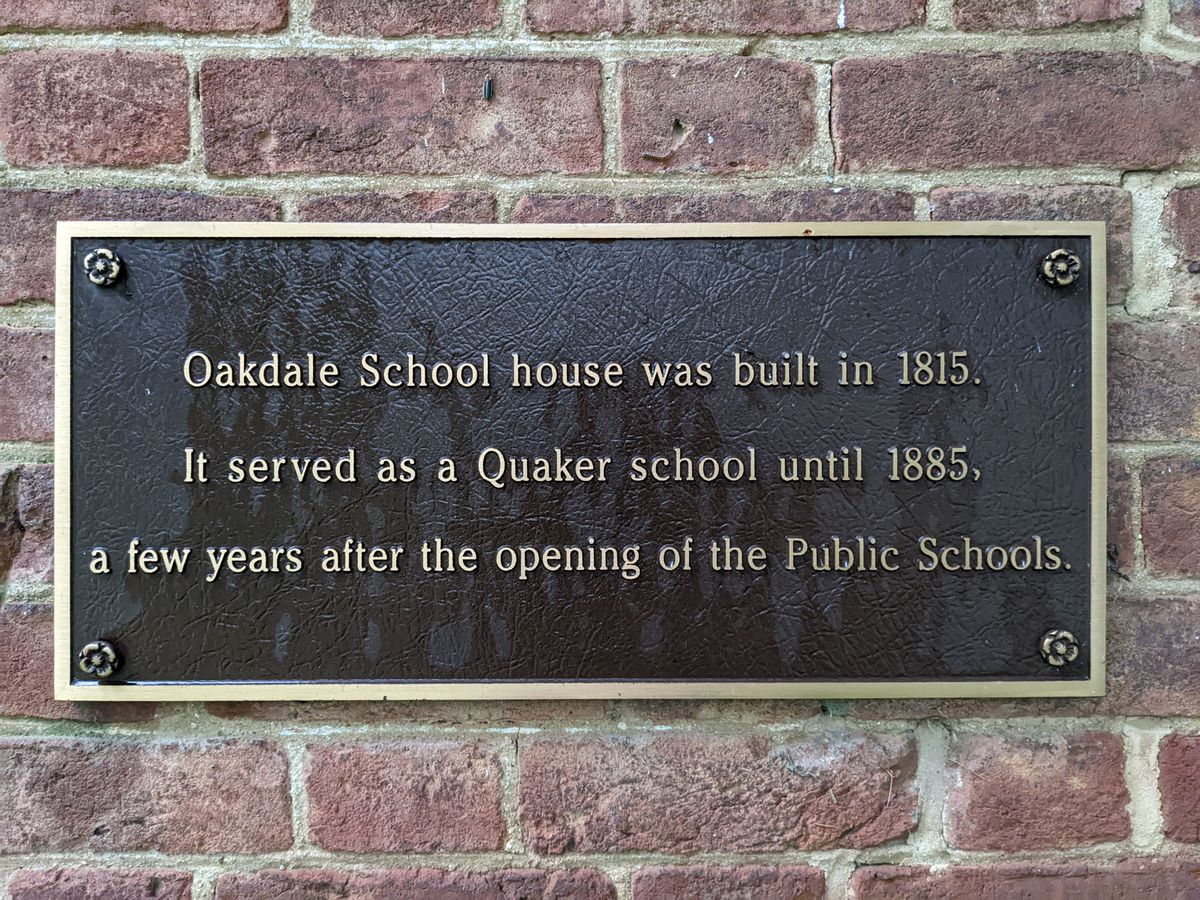 Oakdale School house was built in 1815.
It served as a Quaker school until 1885,
a few years after the opening of the Public Schools.